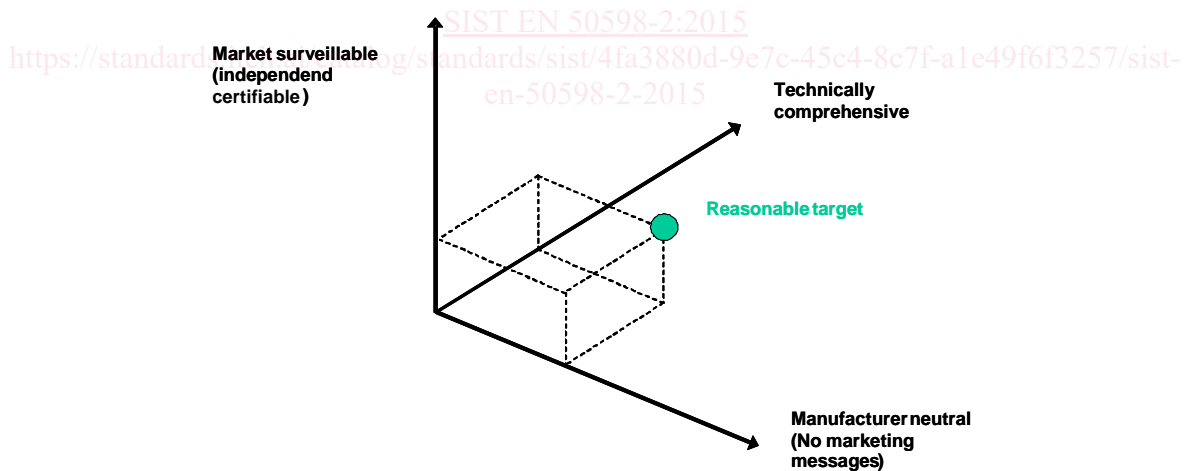 SIST EN 50598-2:2015
Market surveillable
(independend
certifiable )
https://standards.iteh.ai/catalog/standards/sist/4fa3880d-9e7c-45c4-8c7f-a1e49f6f3257/sist-
en-50598-2-2015
Technically
comprehensive
Reasonable target
Manufacturer neutral
(No marketing
messages)